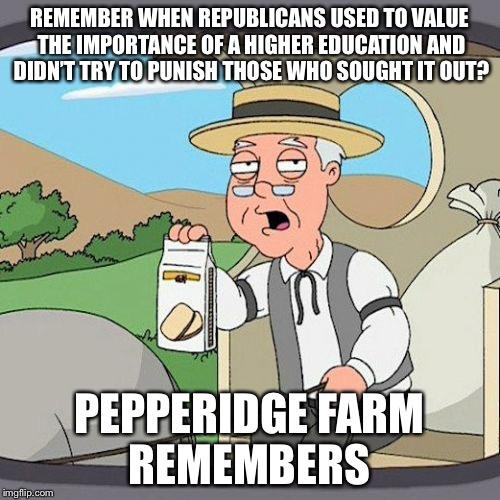 REMEMBER WHEN REPUBLICANS USED TO VALUE
THE IMPORTANCE OF A HIGHER EDUCATION AND
DIDN'T TRY TO PUNISH THOSE WHO SOUGHT IT OUT?
PEPPERIDGE FARM
REMEMBERS
imgflip.com